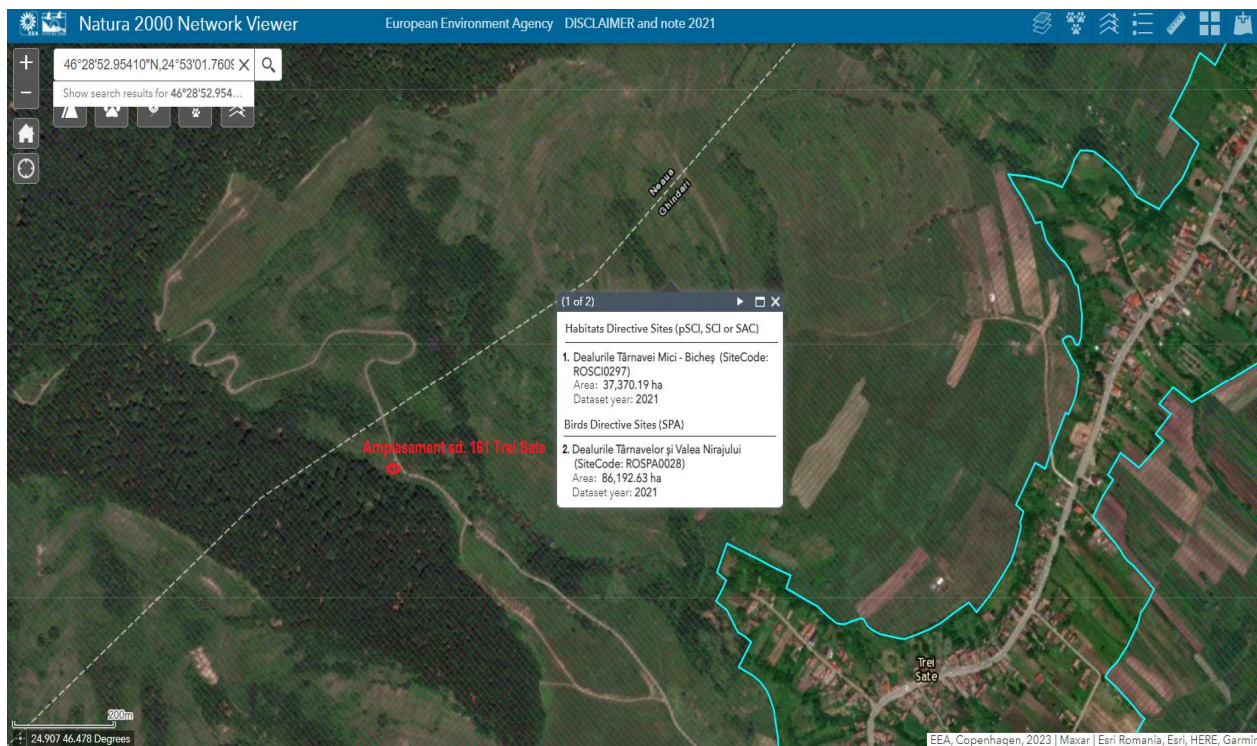 EEA
Natura 2000 Network Viewer
European Environment Agency DISCLAIMER and note 2021
+
46°28'52.95410"N,24°53'01.760
−
Show search results for 46°28'52.954...
Neaua
Ghindari
(1 of 2)
Habitats Directive Sites (pSCI, SCI or SAC)
1. Dealurile Târnavei Mici - Bicheș (SiteCode:
ROSCI0297)
Area: 37,370.19 ha
Dataset year: 2021
Birds Directive Sites (SPA)
2. Dealurile Târnavelor și Valea Nirajului
(SiteCode: ROSPA0028)
Area: 86,192.63 ha
Dataset year: 2021
Amplasament sd. 161 Trei Sate
Trei
Sate
200m
24.907 46.478 Degrees
EEA, Copenhagen, 2023 | Maxar | Esri Romania, Esri, HERE, Garmin